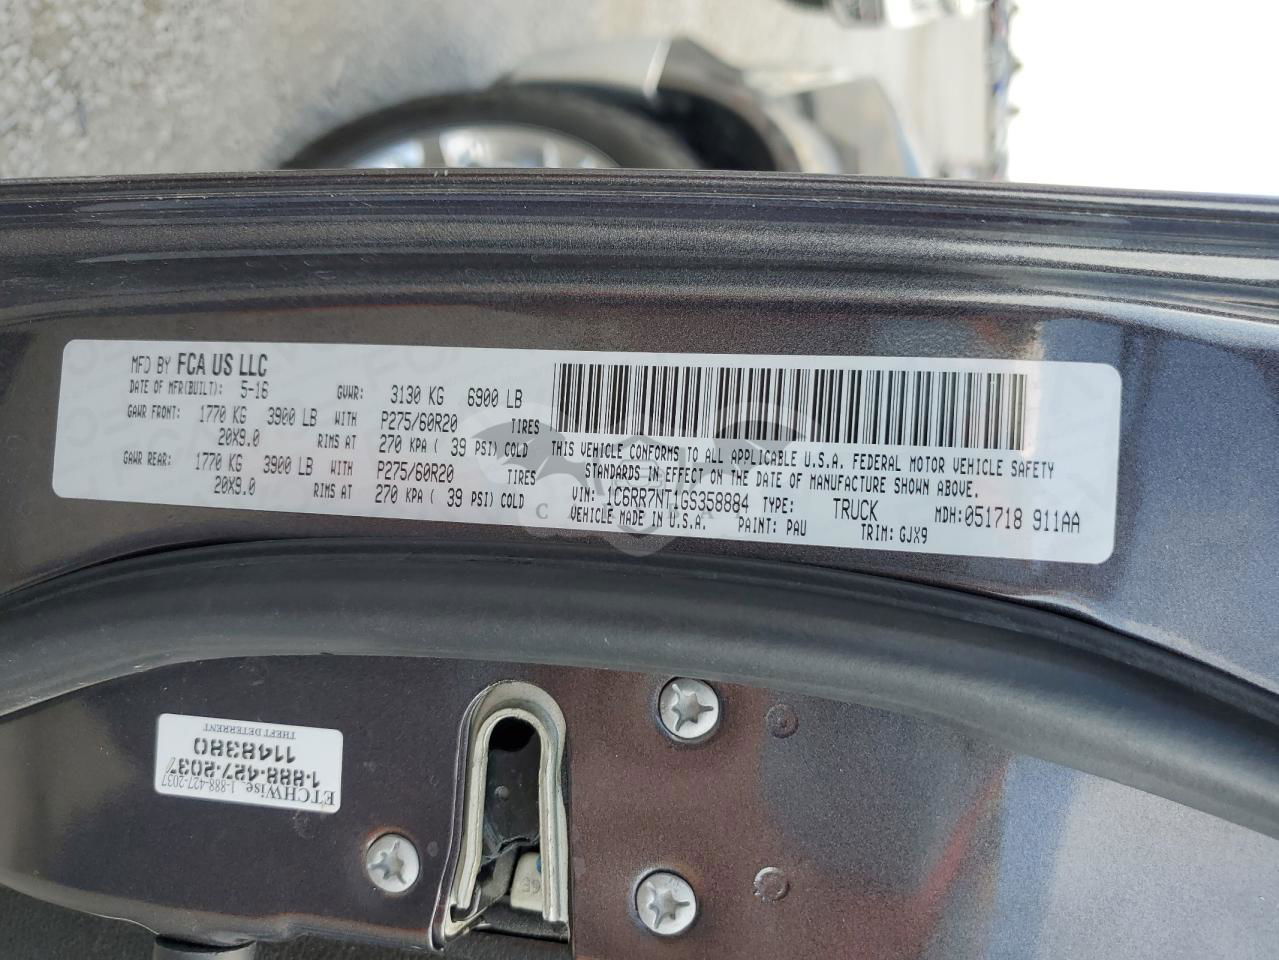 MFD BY FCA US LLC
DATE OF MFR(BUILT): 5-16 GVWR: 3130 KG 6900 LB
GAWR FRONT: 1770 KG 3900 LB WITH P275/60R20 TIRES
20X9.0 RIMS AT 270 KPA ( 39 PSI) COLD
GAWR REAR: 1770 KG 3900 LB WITH P275/60R20 TIRES
20X9.0 RIMS AT 270 KPA ( 39 PSI) COLD
THIS VEHICLE CONFORMS TO ALL APPLICABLE U.S.A. FEDERAL MOTOR VEHICLE SAFETY
STANDARDS IN EFFECT ON THE DATE OF MANUFACTURE SHOWN ABOVE.
VIN: 1C6RR7NT1GS358884 TYPE: TRUCK MDH:051718 911AA
VEHICLE MADE IN U.S.A. PAINT: PAU TRIM: GJX9
ETCHWise, 1-888-427-2037
1-888-427-2037
1148380
THEFT DETERRENT